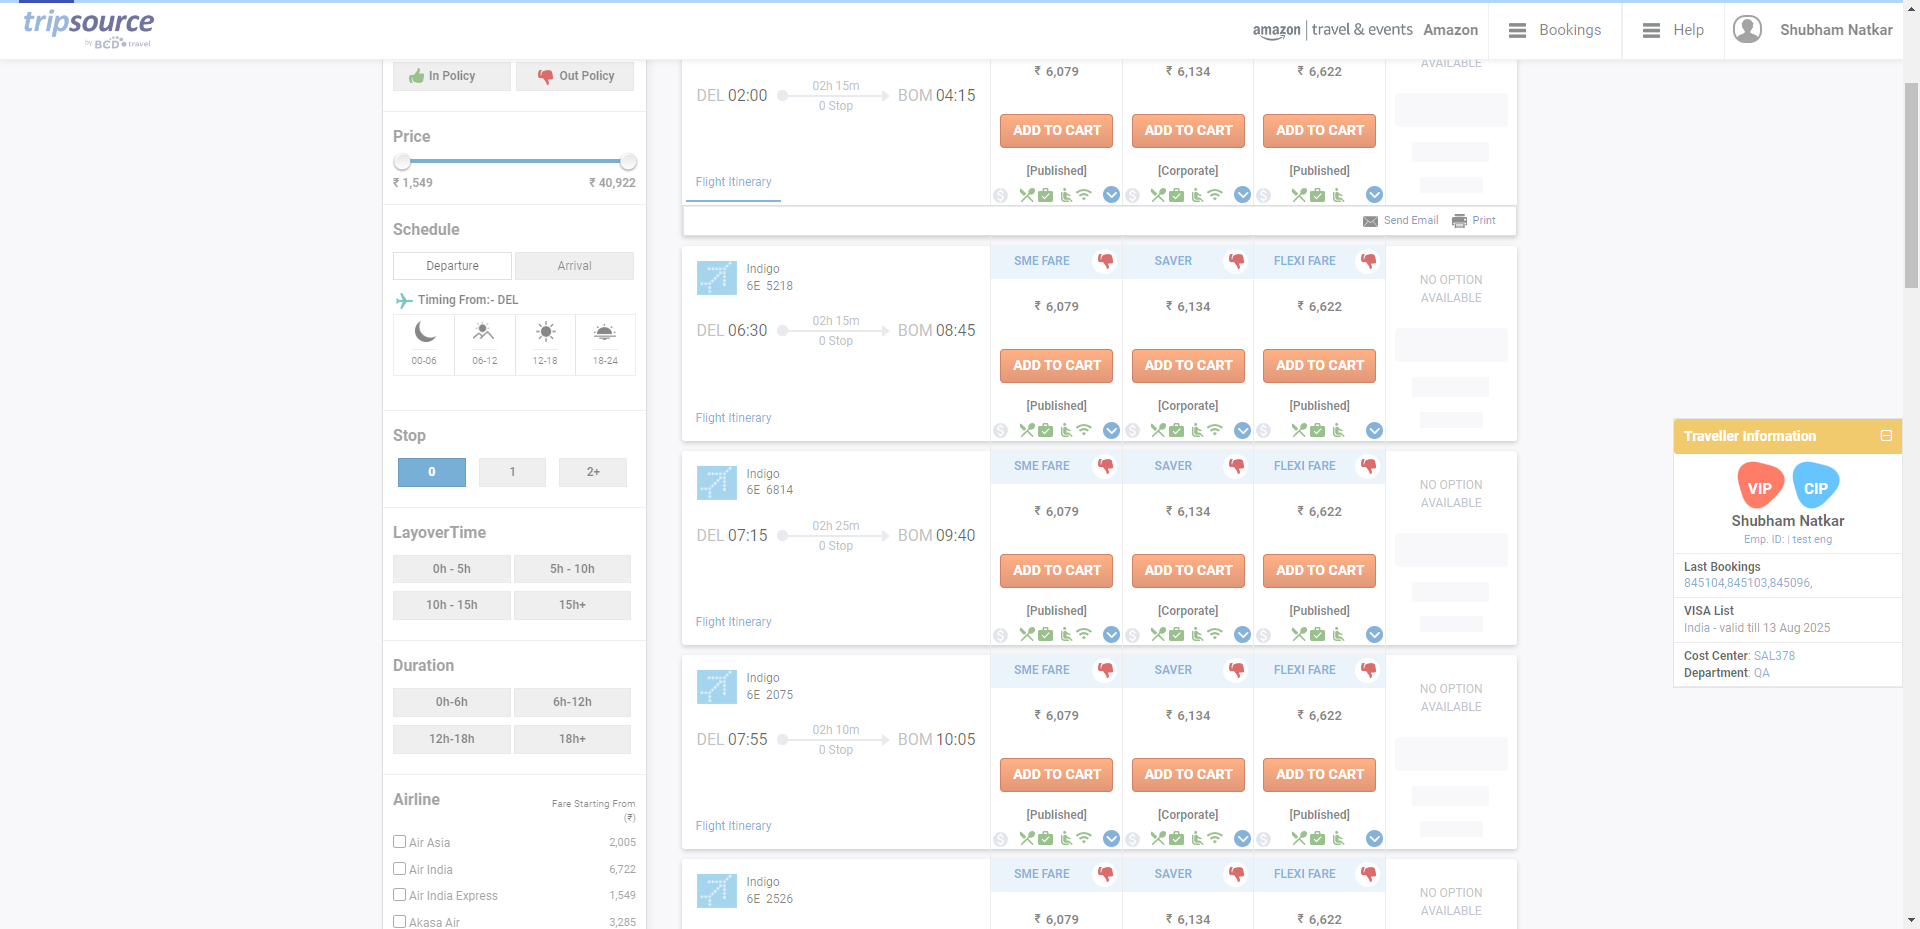 tripsource
by BCD travel
amazon | travel & events Amazon
Bookings
Help
Shubham Natkar
In Policy
Out Policy
Price
₹ 1,549
₹ 40,922
Schedule
Departure
Arrival
Timing From:- DEL
00-06
06-12
12-18
18-24
Stop
0
1
2+
LayoverTime
0h - 5h
5h - 10h
10h - 15h
15h+
Duration
0h-6h
6h-12h
12h-18h
18h+
Airline
Fare Starting From
(₹)
Air Asia 2,005
Air India 6,722
Air India Express 1,549
Akasa Air 3,285
DEL 02:00
02h 15m
0 Stop
BOM 04:15
Flight Itinerary
₹ 6,079
ADD TO CART
[Published]
₹ 6,134
ADD TO CART
[Corporate]
₹ 6,622
ADD TO CART
[Published]
AVAILABLE
Send Email
Print
Indigo
6E 5218
DEL 06:30
02h 15m
0 Stop
BOM 08:45
Flight Itinerary
SME FARE
₹ 6,079
ADD TO CART
[Published]
SAVER
₹ 6,134
ADD TO CART
[Corporate]
FLEXI FARE
₹ 6,622
ADD TO CART
[Published]
NO OPTION
AVAILABLE
Indigo
6E 6814
DEL 07:15
02h 25m
0 Stop
BOM 09:40
Flight Itinerary
SME FARE
₹ 6,079
ADD TO CART
[Published]
SAVER
₹ 6,134
ADD TO CART
[Corporate]
FLEXI FARE
₹ 6,622
ADD TO CART
[Published]
NO OPTION
AVAILABLE
Indigo
6E 2075
DEL 07:55
02h 10m
0 Stop
BOM 10:05
Flight Itinerary
SME FARE
₹ 6,079
ADD TO CART
[Published]
SAVER
₹ 6,134
ADD TO CART
[Corporate]
FLEXI FARE
₹ 6,622
ADD TO CART
[Published]
NO OPTION
AVAILABLE
Indigo
6E 2526
SME FARE
₹ 6,079
SAVER
₹ 6,134
FLEXI FARE
₹ 6,622
NO OPTION
AVAILABLE
Traveller Information
VIP
CIP
Shubham Natkar
Emp. ID: | test eng
Last Bookings
845104,845103,845096,
VISA List
India - valid till 13 Aug 2025
Cost Center: SAL378
Department: QA